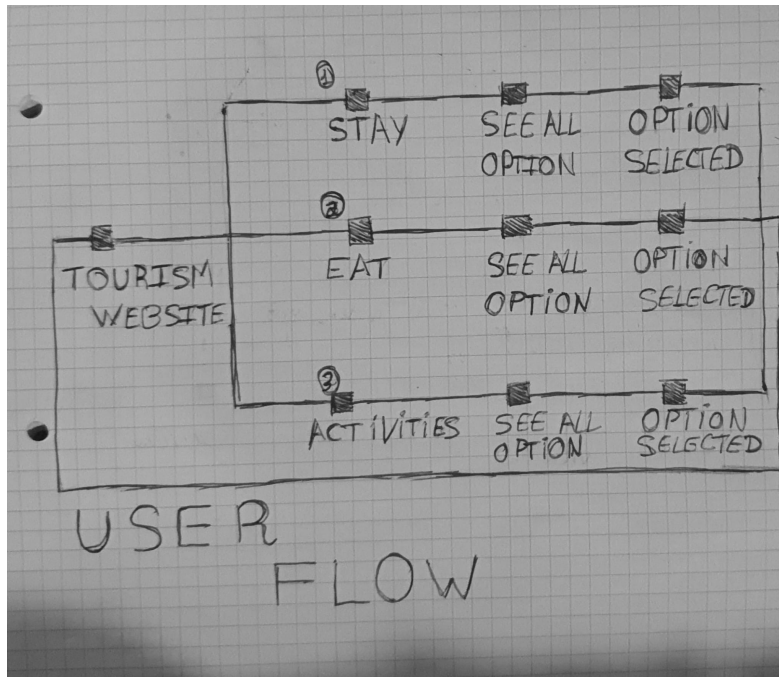 ①
STAY
SEE ALL
OPTION
OPTION
SELECTED
TOURISM
WEBSITE
②
EAT
SEE ALL
OPTION
OPTION
SELECTED
③
ACTIVITIES
SEE ALL
OPTION
OPTION
SELECTED
USER
FLOW